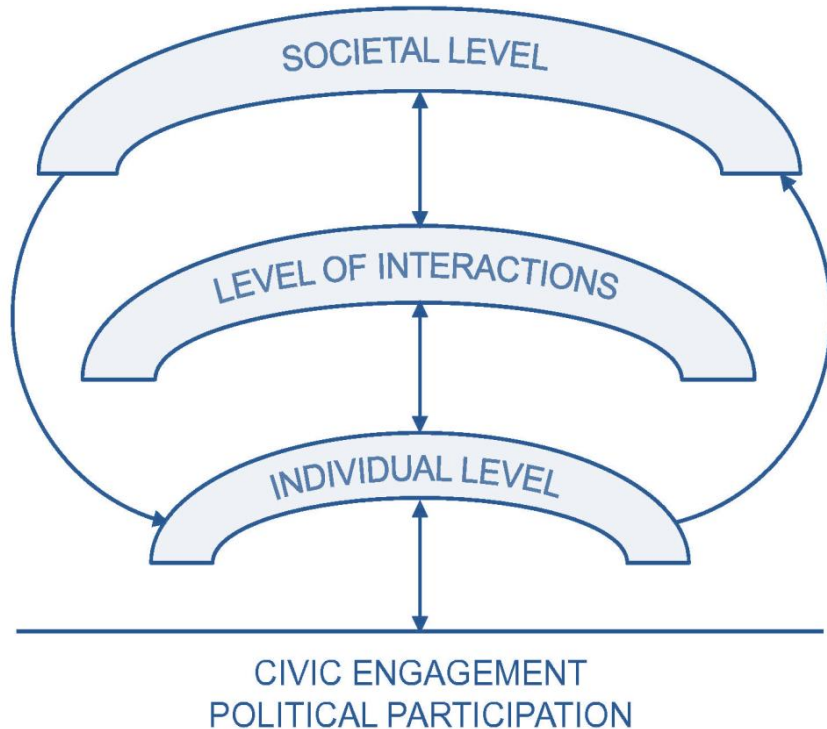 SOCIETAL LEVEL
LEVEL OF INTERACTIONS
INDIVIDUAL LEVEL
CIVIC ENGAGEMENT
POLITICAL PARTICIPATION